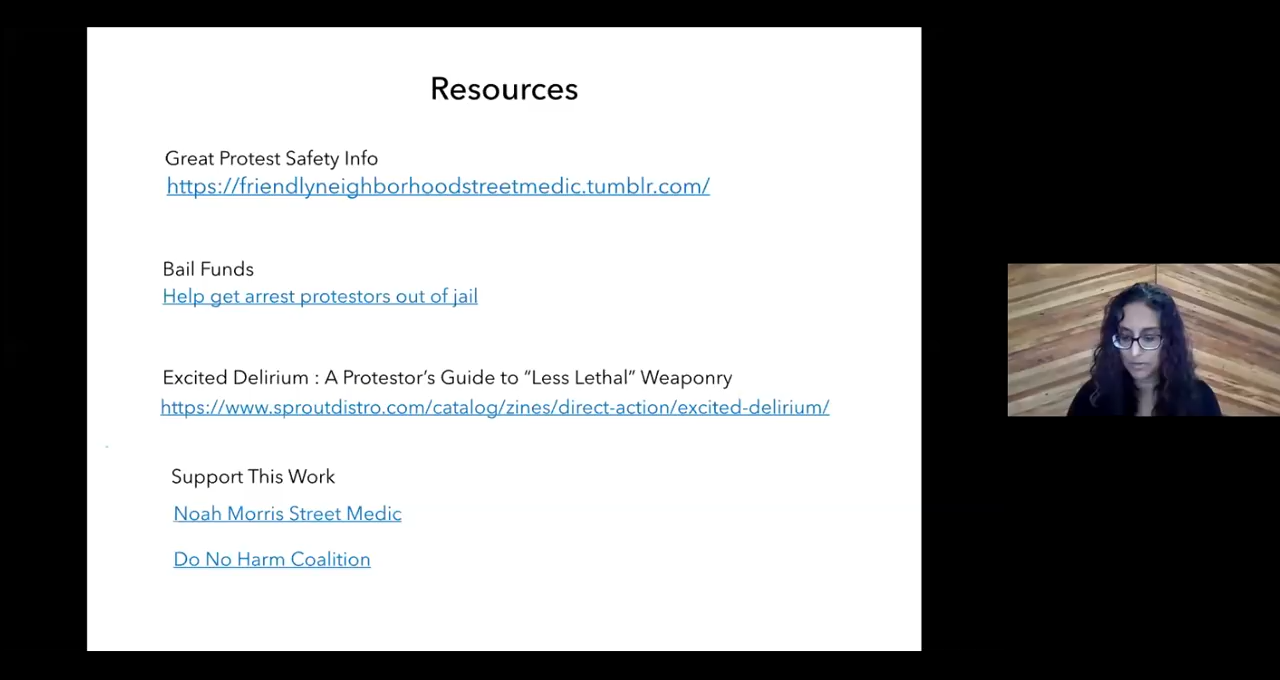 Resources
Great Protest Safety Info
https://friendlyneighborhoodstreetmedic.tumblr.com/
Bail Funds
Help get arrest protestors out of jail
Excited Delirium : A Protestor’s Guide to “Less Lethal” Weaponry
https://www.sproutdistro.com/catalog/zines/direct-action/excited-delirium/
Support This Work
Noah Morris Street Medic
Do No Harm Coalition